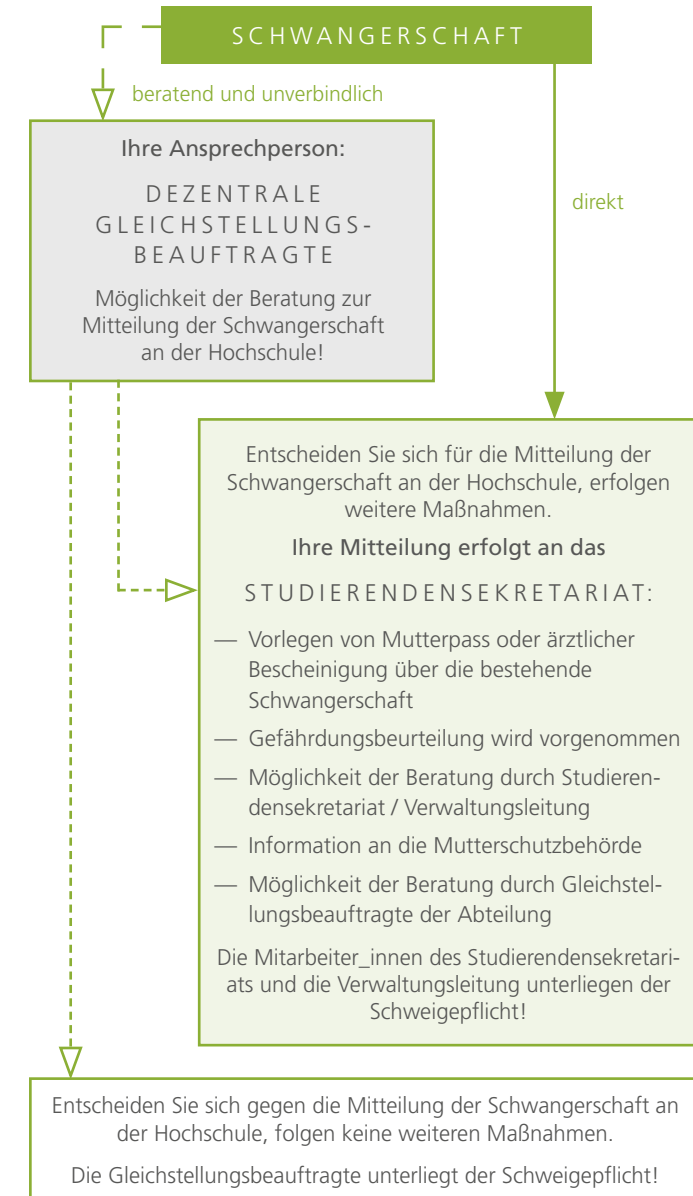 SCHWANGERSCHAFT
beratend und unverbindlich
Ihre Ansprechperson:
DEZENTRALE
GLEICHSTELLUNGS-
BEAUFTRAGTE
Möglichkeit der Beratung zur
Mitteilung der Schwangerschaft
an der Hochschule!
direkt
Entscheiden Sie sich für die Mitteilung der
Schwangerschaft an der Hochschule, erfolgen
weitere Maßnahmen.
Ihre Mitteilung erfolgt an das
STUDIERENDENSEKRETARIAT:
— Vorlegen von Mutterpass oder ärztlicher
Bescheinigung über die bestehende
Schwangerschaft
— Gefährdungsbeurteilung wird vorgenommen
— Möglichkeit der Beratung durch Studieren-
densekretariat / Verwaltungsleitung
— Information an die Mutterschutzbehörde
— Möglichkeit der Beratung durch Gleichstel-
lungsbeauftragte der Abteilung
Die Mitarbeiter_innen des Studierendensekretari-
ats und die Verwaltungsleitung unterliegen der
Schweigepflicht!
Entscheiden Sie sich gegen die Mitteilung der Schwangerschaft an
der Hochschule, folgen keine weiteren Maßnahmen.
Die Gleichstellungsbeauftragte unterliegt der Schweigepflicht!